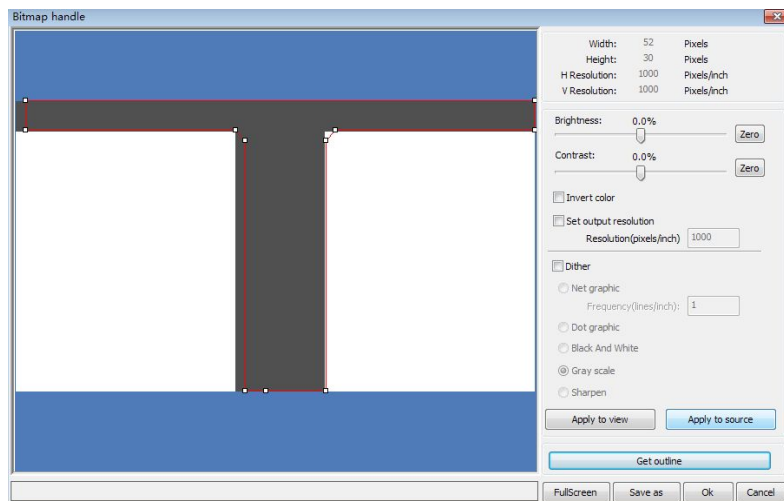 Bitmap handle
Width: 52 Pixels
Height: 30 Pixels
H Resolution: 1000 Pixels/inch
V Resolution: 1000 Pixels/inch
Brightness: 0.0%
Zero
Contrast: 0.0%
Zero
Invert color
Set output resolution
Resolution(pixels/inch) 1000
Dither
Net graphic
Frequency(lines/inch): 1
Dot graphic
Black And White
Gray scale
Sharpen
Apply to view Apply to source
Get outline
FullScreen Save as Ok Cancel